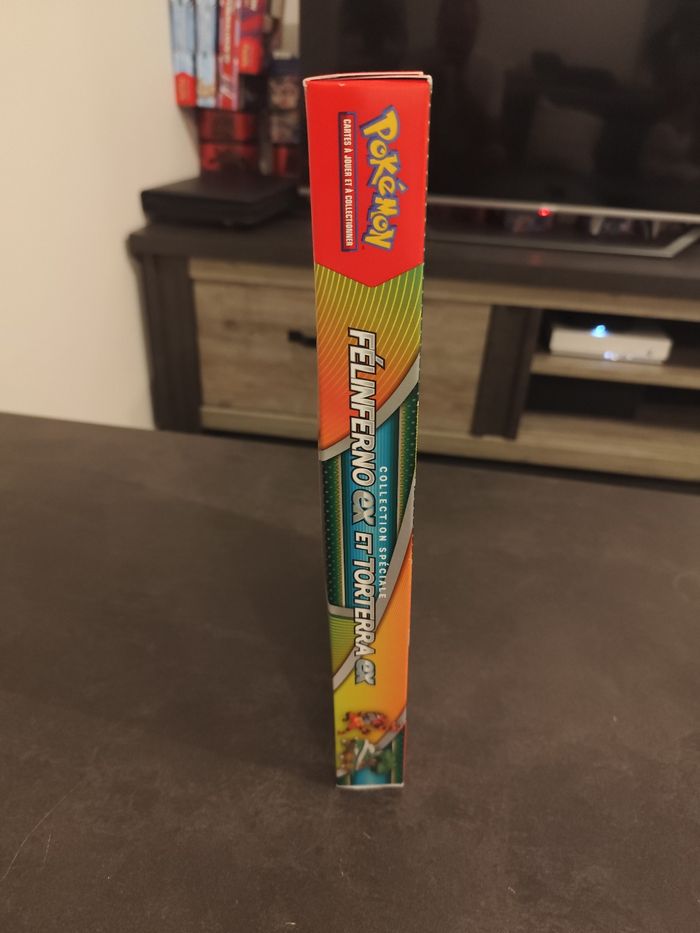 Pokémon
CARTES À JOUER ET À COLLECTIONNER
COLLECTION SPÉCIALE
FÉLINFERNO ex ET TORTERRA ex